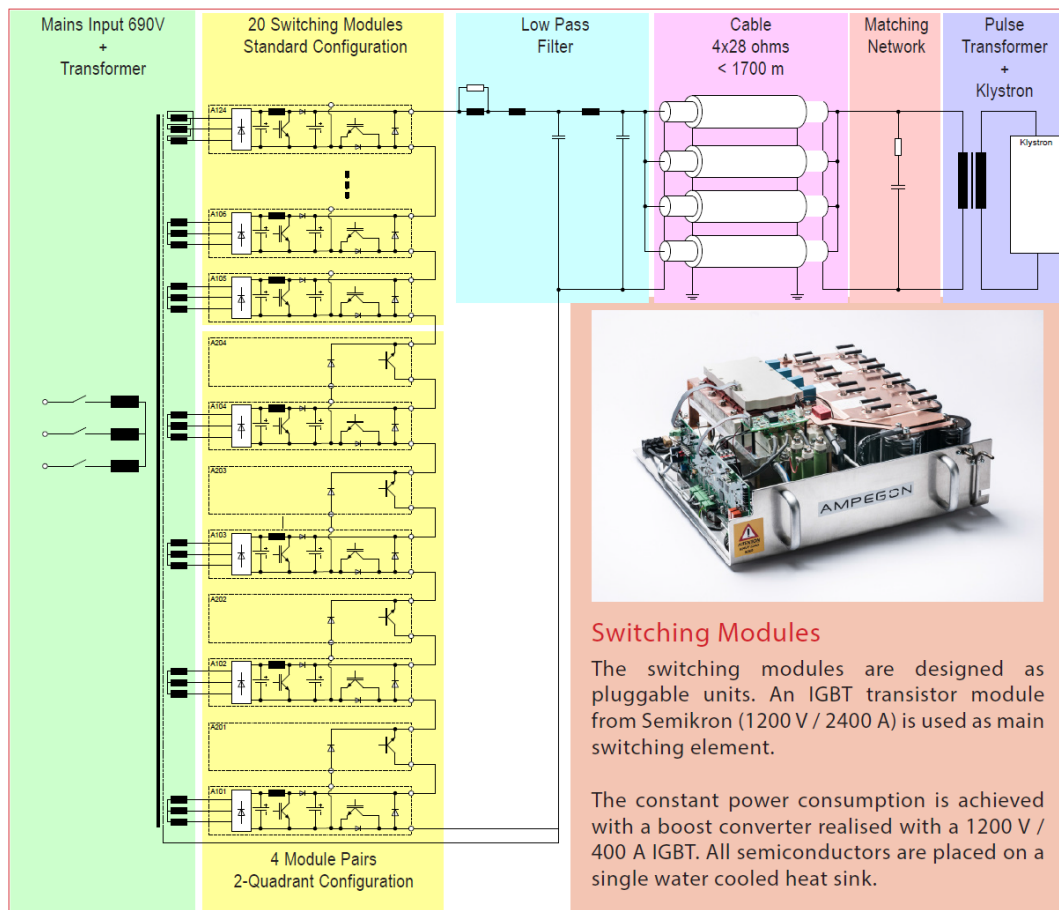 Mains Input 690V
+
Transformer
20 Switching Modules
Standard Configuration
Low Pass
Filter
Cable
4x28 ohms
< 1700 m
Matching
Network
Pulse
Transformer
+
Klystron
A124
Klystron
A106
A105
A204
A104
A203
A103
A202
A102
A201
A101
4 Module Pairs
2-Quadrant Configuration
AMPEGON
Switching Modules
The switching modules are designed as
pluggable units. An IGBT transistor module
from Semikron (1200 V / 2400 A) is used as main
switching element.
The constant power consumption is achieved
with a boost converter realised with a 1200 V /
400 A IGBT. All semiconductors are placed on a
single water cooled heat sink.